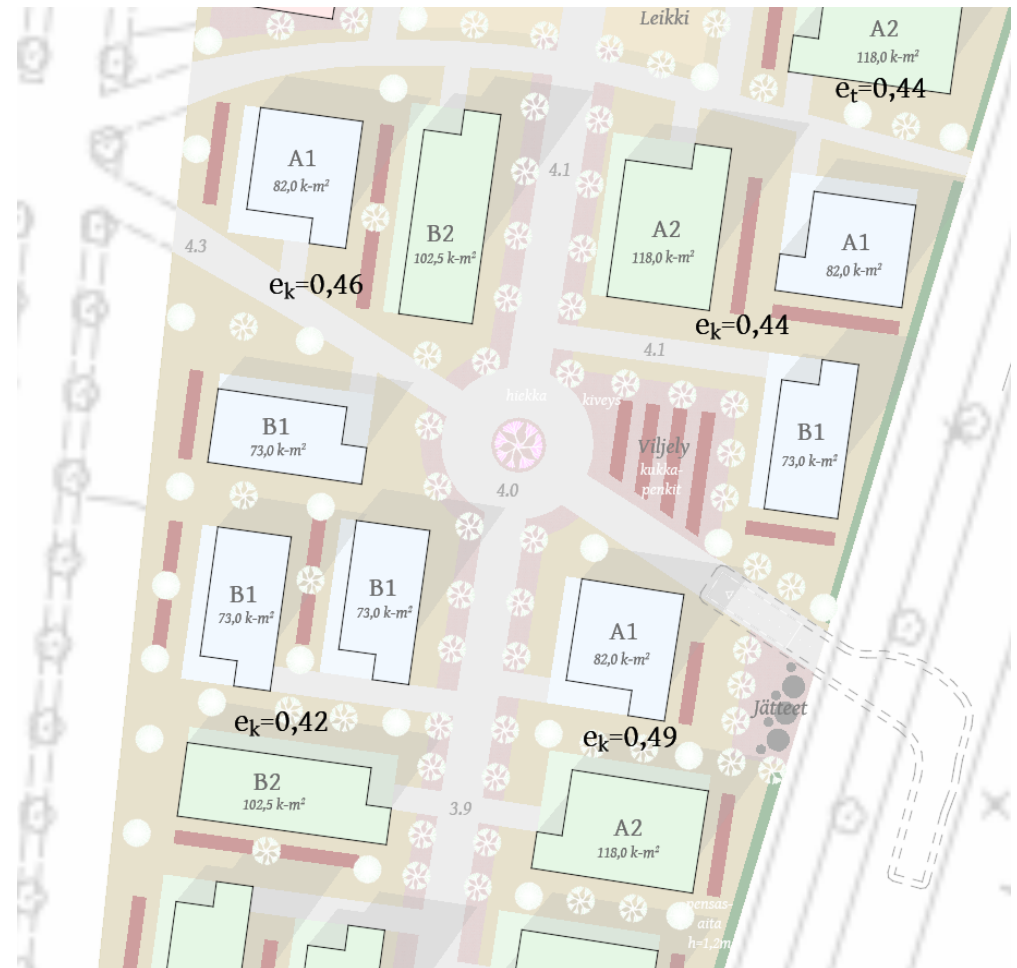 Leikki
A2
118,0 k-m²
eₜ=0,44
A1
82,0 k-m²
B2
102,5 k-m²
4.1
A2
118,0 k-m²
A1
82,0 k-m²
4.3
eₖ=0,46
eₖ=0,44
4.1
hiekka
kiveys
B1
73,0 k-m²
Viljely
kukka-
penkit
B1
73,0 k-m²
4.0
B1
73,0 k-m²
B1
73,0 k-m²
A1
82,0 k-m²
Jätteet
eₖ=0,42
eₖ=0,49
B2
102,5 k-m²
3.9
A2
118,0 k-m²
pensas-
aita
h=1,2m